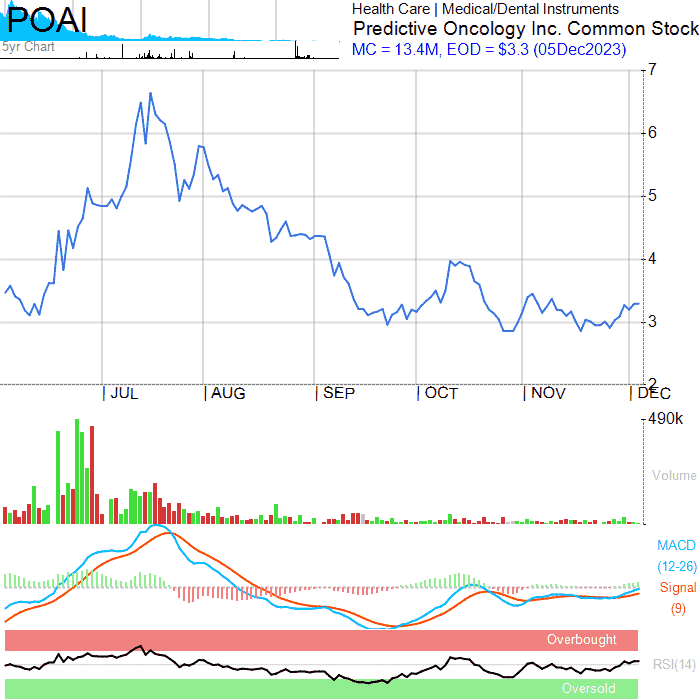 POAI
5yr Chart
Health Care | Medical/Dental Instruments
Predictive Oncology Inc. Common Stock
MC = 13.4M, EOD = $3.3 (05Dec2023)
7
6
5
4
3
2
| JUL | AUG | SEP | OCT | NOV | DEC
490k
Volume
MACD
(12-26)
Signal
(9)
Overbought
RSI(14)
Oversold